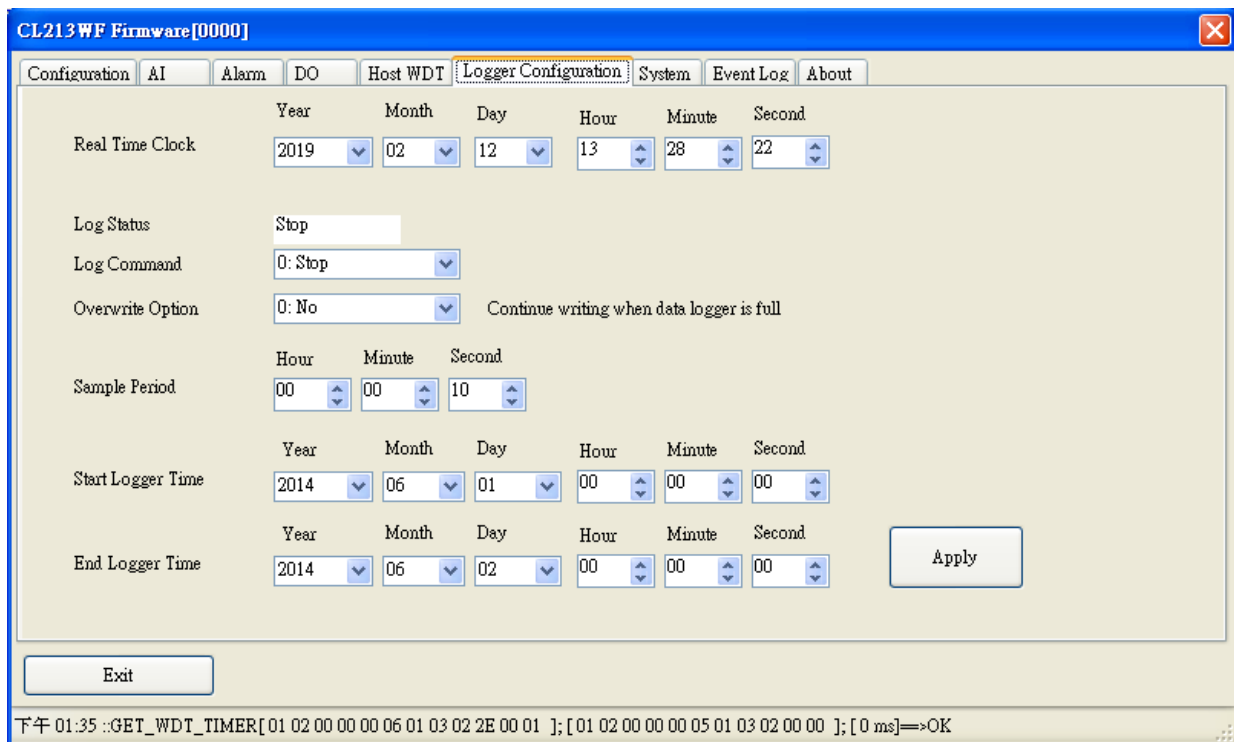 CL213WF Firmware[0000]
Configuration AI Alarm DO Host WDT Logger Configuration System Event Log About
Year Month Day Hour Minute Second
Real Time Clock 2019 02 12 13 28 22
Log Status Stop
Log Command 0: Stop
Overwrite Option 0: No Continue writing when data logger is full
Hour Minute Second
Sample Period 00 00 10
Year Month Day Hour Minute Second
Start Logger Time 2014 06 01 00 00 00
Year Month Day Hour Minute Second
End Logger Time 2014 06 02 00 00 00 Apply
Exit
下午 01:35 ::GET_WDT_TIMER[ 01 02 00 00 00 06 01 03 02 2E 00 01 ]; [ 01 02 00 00 00 05 01 03 02 00 00 ]; [ 0 ms]==>OK